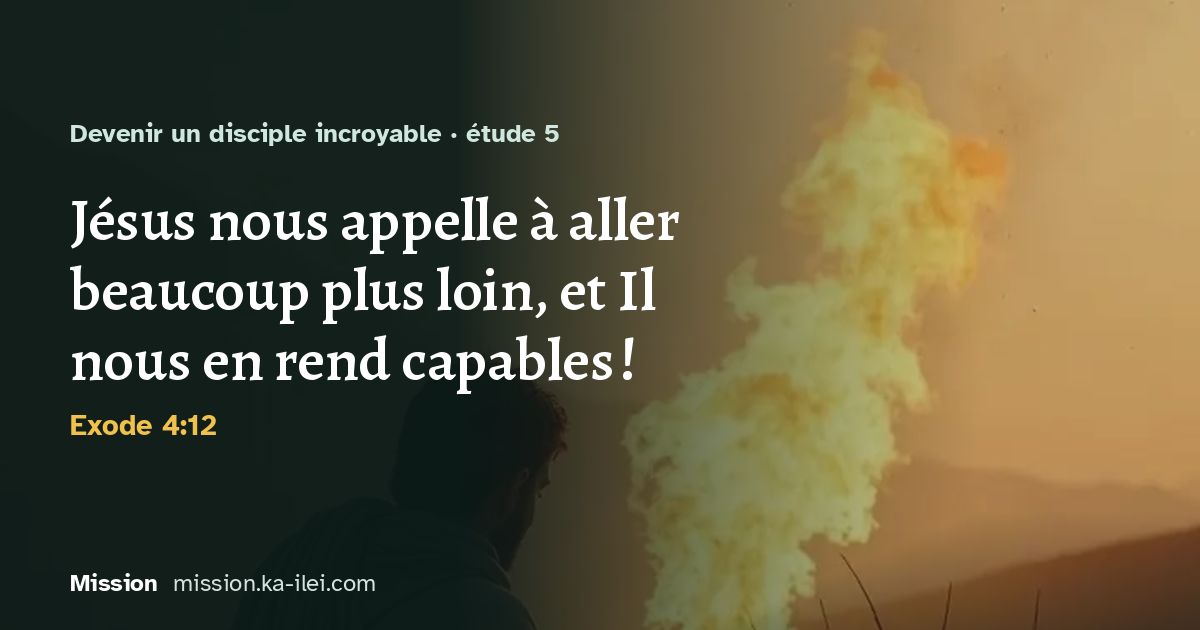 Devenir un disciple incroyable · étude 5
Jésus nous appelle à aller
beaucoup plus loin, et Il
nous en rend capables !
Exode 4:12
Mission mission.ka-ilei.com